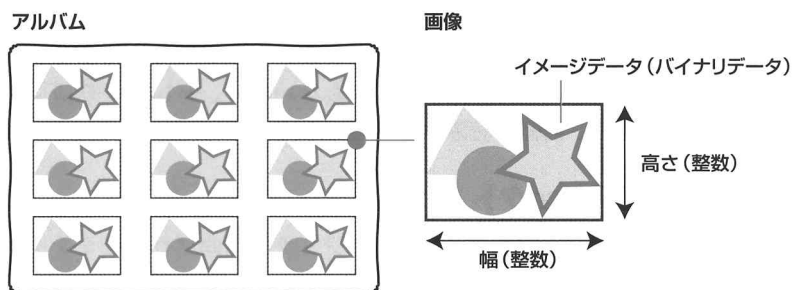 アルバム
画像
イメージデータ（バイナリデータ）
高さ（整数）
幅（整数）